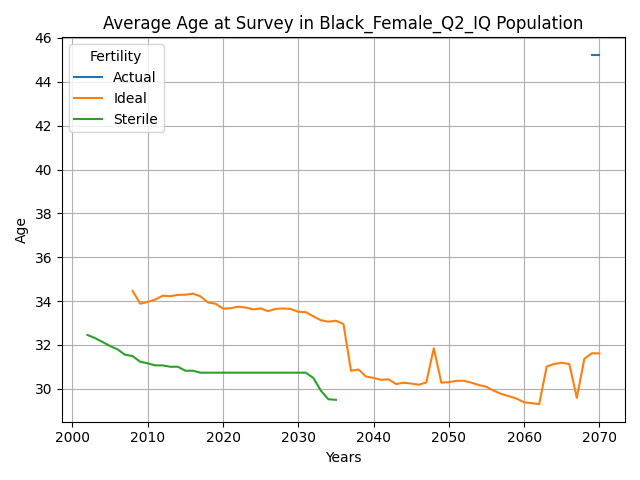 Average Age at Survey in Black_Female_Q2_IQ Population
Fertility
Actual
Ideal
Sterile
Age
46
44
42
40
38
36
34
32
30
2000
2010
2020
2030
2040
2050
2060
2070
Years